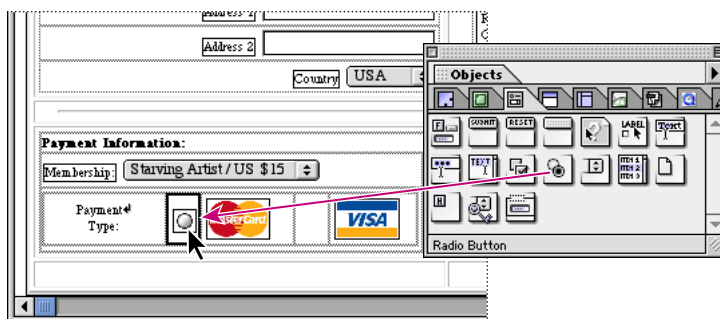 Address 1
Address 2
Country
USA
Payment Information:
Membership:
Starving Artist / US $15
Payment
Type:
MasterCard
VISA
Objects
F
SUBMIT
RESET
LABEL
Text
TEXT
ITEM 1
ITEM 2
ITEM 3
H
Radio Button